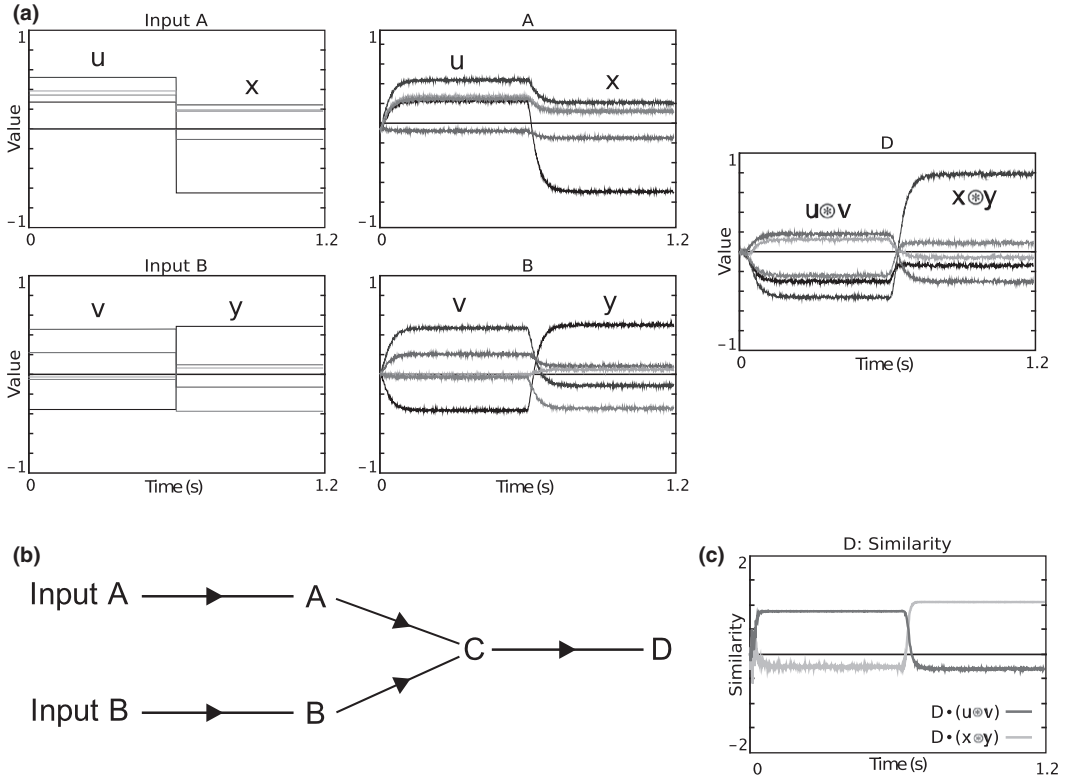 (a)
Input A
1
u
x
Value
−1
0
1.2
A
1
u
x
−1
0
1.2
Input B
1
v
y
Value
−1
0
Time (s)
1.2
B
1
v
y
−1
0
Time (s)
1.2
D
1
u⊛v
x⊛y
Value
−1
0
Time (s)
1.2
(b)
Input A
A
C
D
Input B
B
(c)
D: Similarity
2
Similarity
D•(u⊛v)
D•(x⊛y)
−2
0
Time (s)
1.2